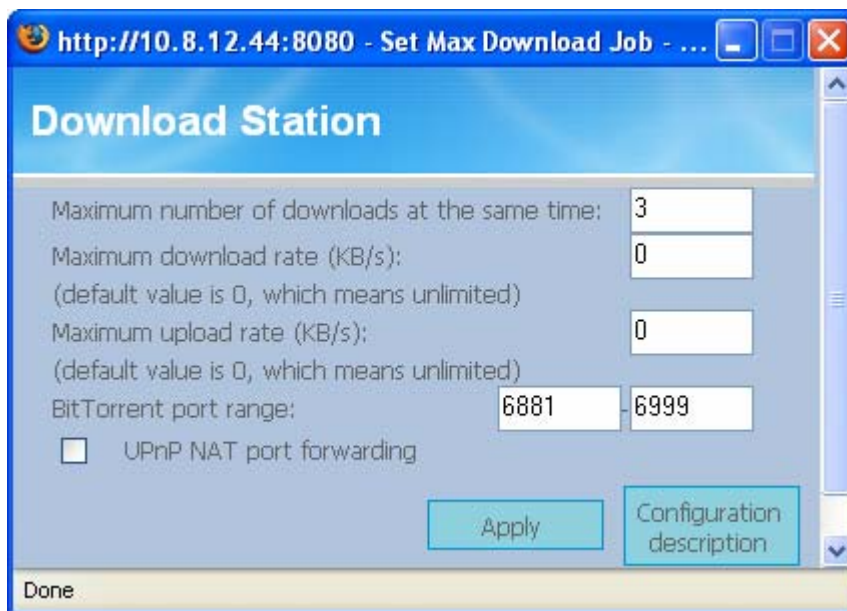 http://10.8.12.44:8080 - Set Max Download Job - ...
Download Station
Maximum number of downloads at the same time: 3
Maximum download rate (KB/s): 0
(default value is 0, which means unlimited)
Maximum upload rate (KB/s): 0
(default value is 0, which means unlimited)
BitTorrent port range: 6881 - 6999
UPnP NAT port forwarding
Apply
Configuration
description
Done